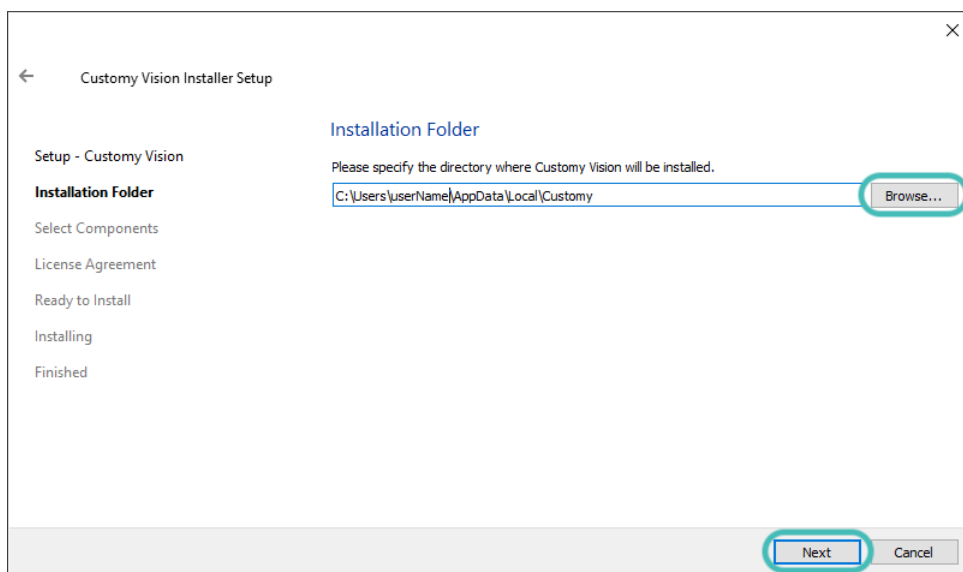 Customy Vision Installer Setup
Setup - Customy Vision
Installation Folder
Select Components
License Agreement
Ready to Install
Installing
Finished
Installation Folder
Please specify the directory where Customy Vision will be installed.
C:\Users\userName\AppData\Local\Customy
Browse...
Next
Cancel